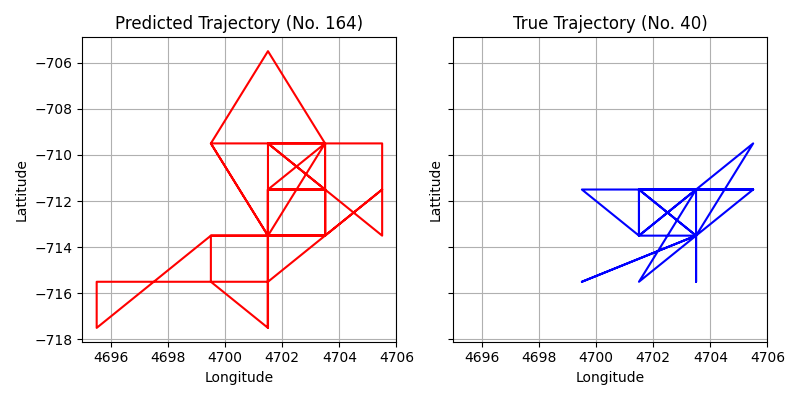 Predicted Trajectory (No. 164)
Lattitude
−706
−708
−710
−712
−714
−716
−718
4696 4698 4700 4702 4704 4706
Longitude
True Trajectory (No. 40)
Lattitude
4696 4698 4700 4702 4704 4706
Longitude